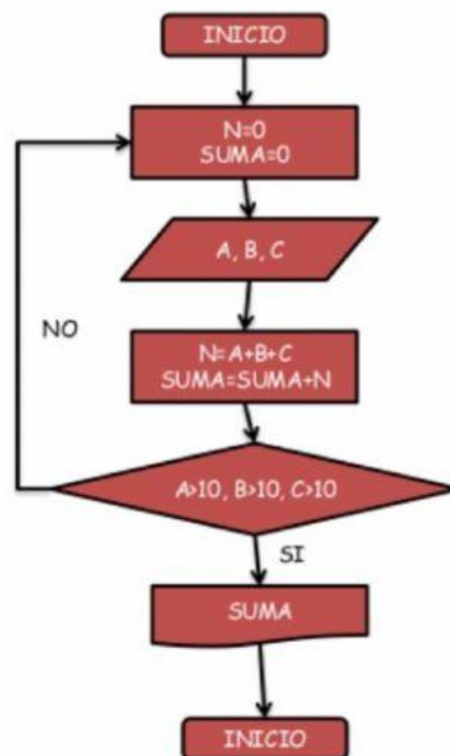 INICIO
N=0
SUMA=0
A, B, C
NO
N=A+B+C
SUMA=SUMA+N
A>10, B>10, C>10
SI
SUMA
INICIO